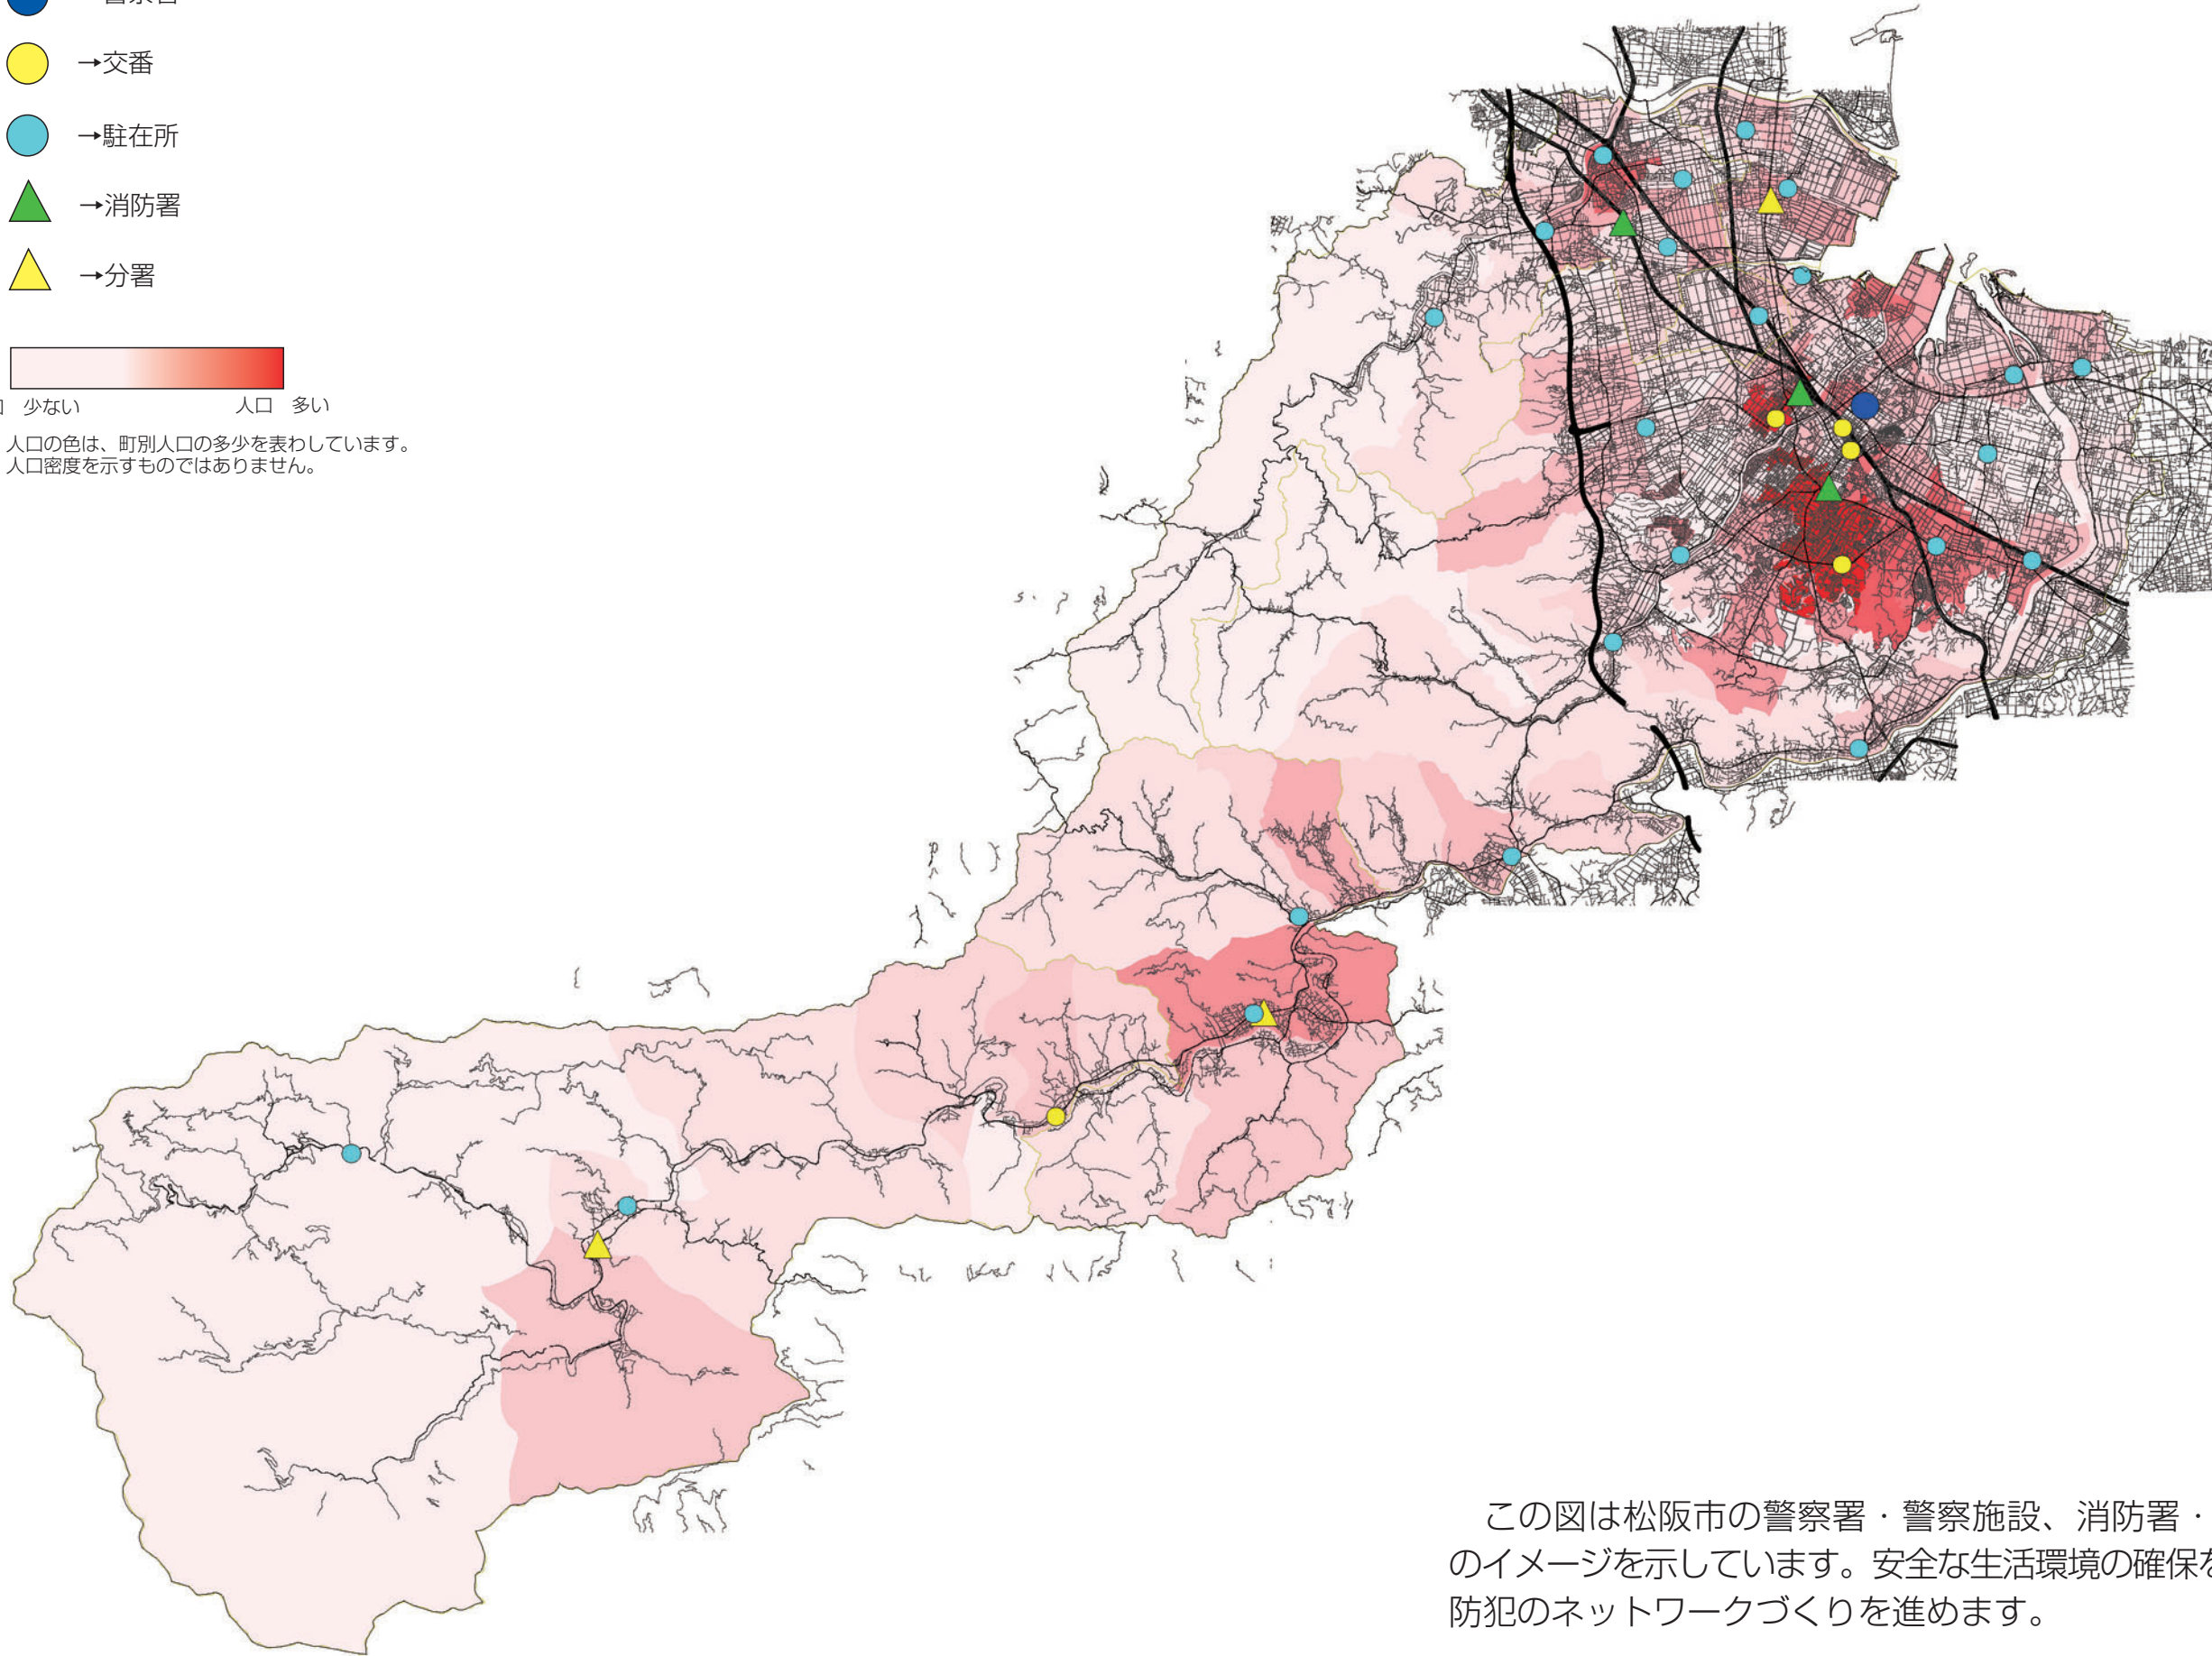 →交番
→駐在所
→消防署
→分署
少ない 人口 多い
人口の色は、町別人口の多少を表わしています。
人口密度を示すものではありません。
この図は松阪市の警察署・警察施設、消防署・
のイメージを示しています。安全な生活環境の確保
防犯のネットワークづくりを進めます。